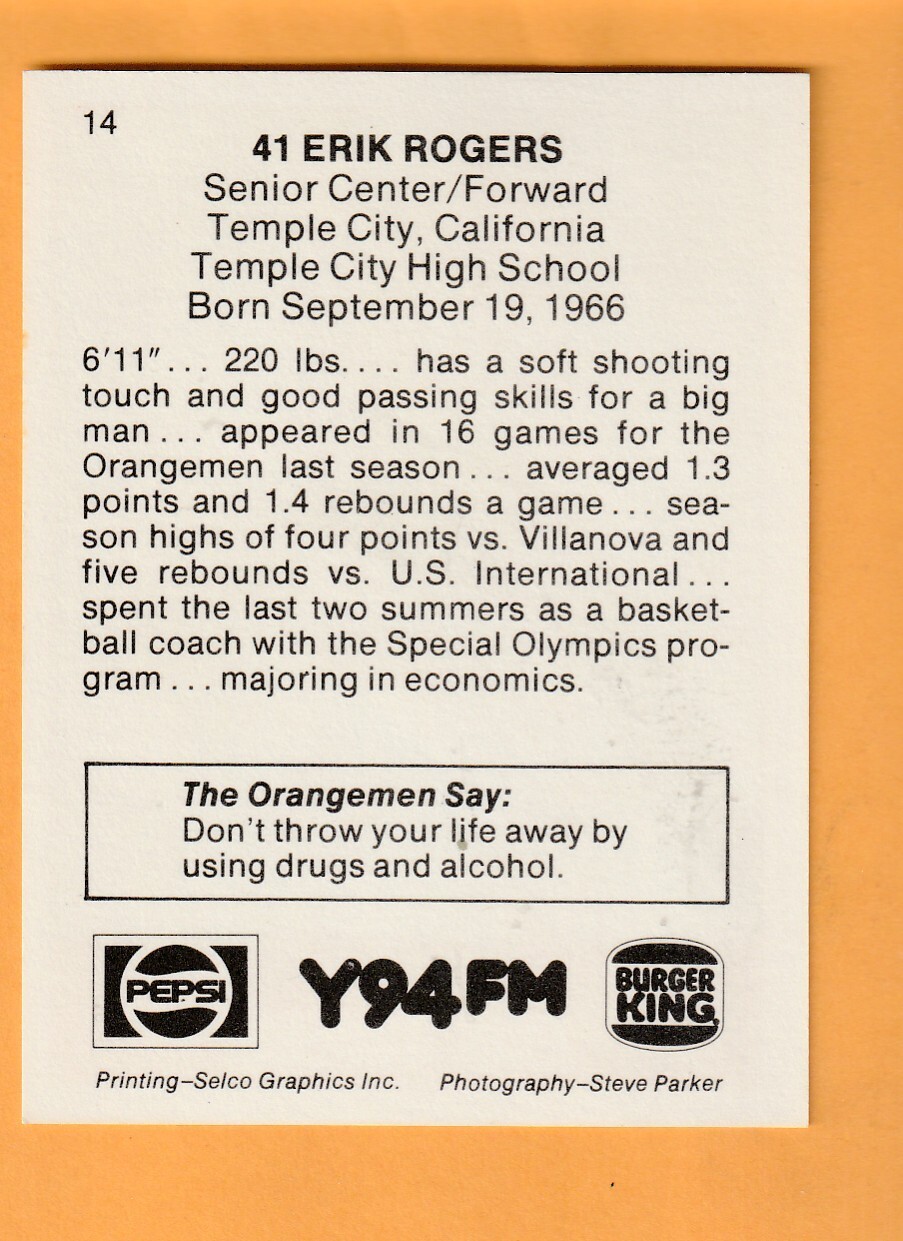 14
41 ERIK ROGERS
Senior Center/Forward
Temple City, California
Temple City High School
Born September 19, 1966
6'11"... 220 lbs.... has a soft shooting
touch and good passing skills for a big
man... appeared in 16 games for the
Orangemen last season... averaged 1.3
points and 1.4 rebounds a game... sea-
son highs of four points vs. Villanova and
five rebounds vs. U.S. International...
spent the last two summers as a basket-
ball coach with the Special Olympics pro-
gram... majoring in economics.
The Orangemen Say:
Don't throw your life away by
using drugs and alcohol.
PEPSI
Y94FM
BURGER
KING
Printing–Selco Graphics Inc. Photography–Steve Parker